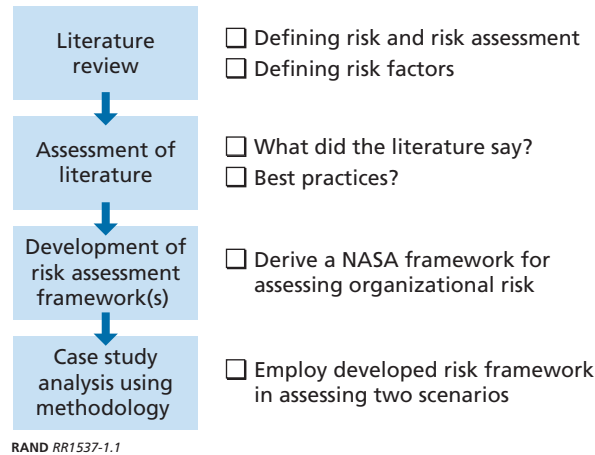 Literature
review
☐ Defining risk and risk assessment
☐ Defining risk factors
Assessment of
literature
☐ What did the literature say?
☐ Best practices?
Development of
risk assessment
framework(s)
☐ Derive a NASA framework for
assessing organizational risk
Case study
analysis using
methodology
☐ Employ developed risk framework
in assessing two scenarios
RAND RR1537-1.1